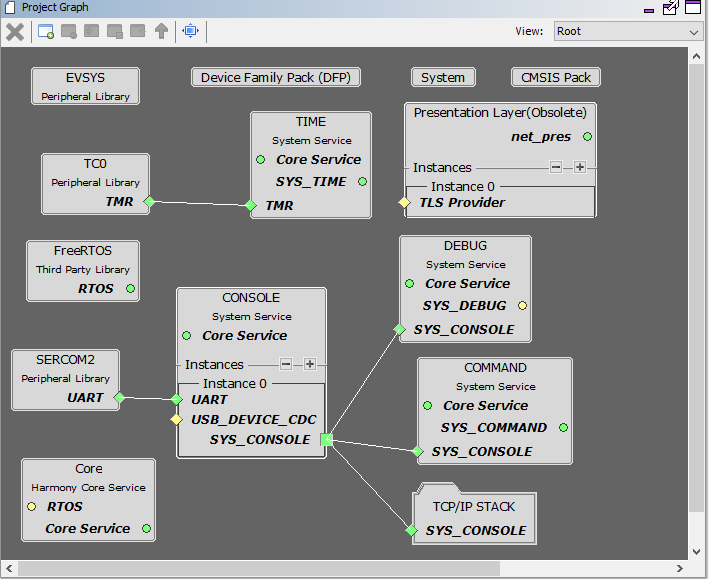 Project Graph
View:
Root
EVSYS
Peripheral Library
Device Family Pack (DFP)
System
CMSIS Pack
TIME
System Service
Core Service
SYS_TIME
TMR
Presentation Layer(Obsolete)
net_pres
Instances
Instance 0
TLS Provider
TC0
Peripheral Library
TMR
FreeRTOS
Third Party Library
RTOS
DEBUG
System Service
Core Service
SYS_DEBUG
SYS_CONSOLE
CONSOLE
System Service
Core Service
Instances
Instance 0
UART
USB_DEVICE_CDC
SYS_CONSOLE
SERCOM2
Peripheral Library
UART
COMMAND
System Service
Core Service
SYS_COMMAND
SYS_CONSOLE
Core
Harmony Core Service
RTOS
Core Service
TCP/IP STACK
SYS_CONSOLE